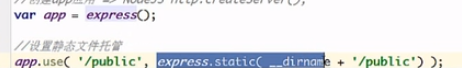 //创建app应用 => NodeJS Http.createServer();
var app = express();
//设置静态文件托管
app.use( '/public', express.static( __dirname + '/public') );